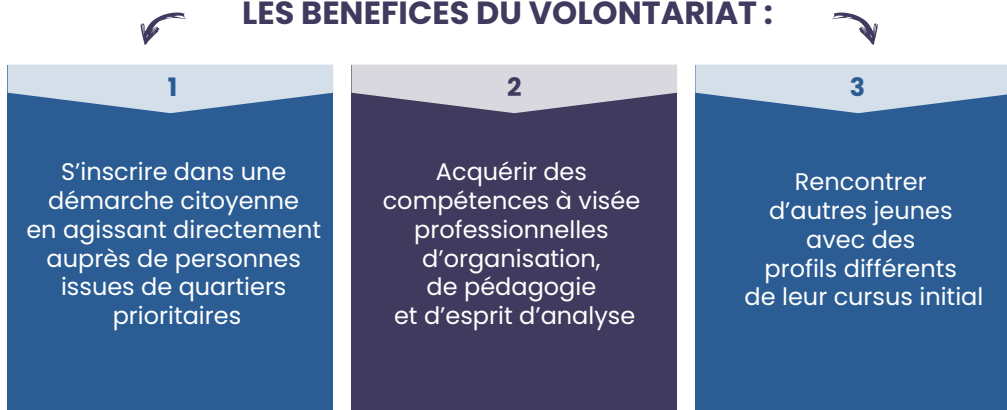 LES BENEFICES DU VOLONTARIAT :
1
S'inscrire dans une
démarche citoyenne
en agissant directement
auprès de personnes
issues de quartiers
prioritaires
2
Acquérir des
compétences à visée
professionnelles
d'organisation,
de pédagogie
et d'esprit d'analyse
3
Rencontrer
d'autres jeunes
avec des
profils différents
de leur cursus initial